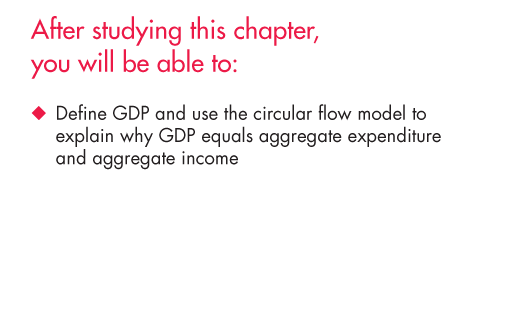 After studying this chapter,
you will be able to:
◆ Define GDP and use the circular flow model to
explain why GDP equals aggregate expenditure
and aggregate income